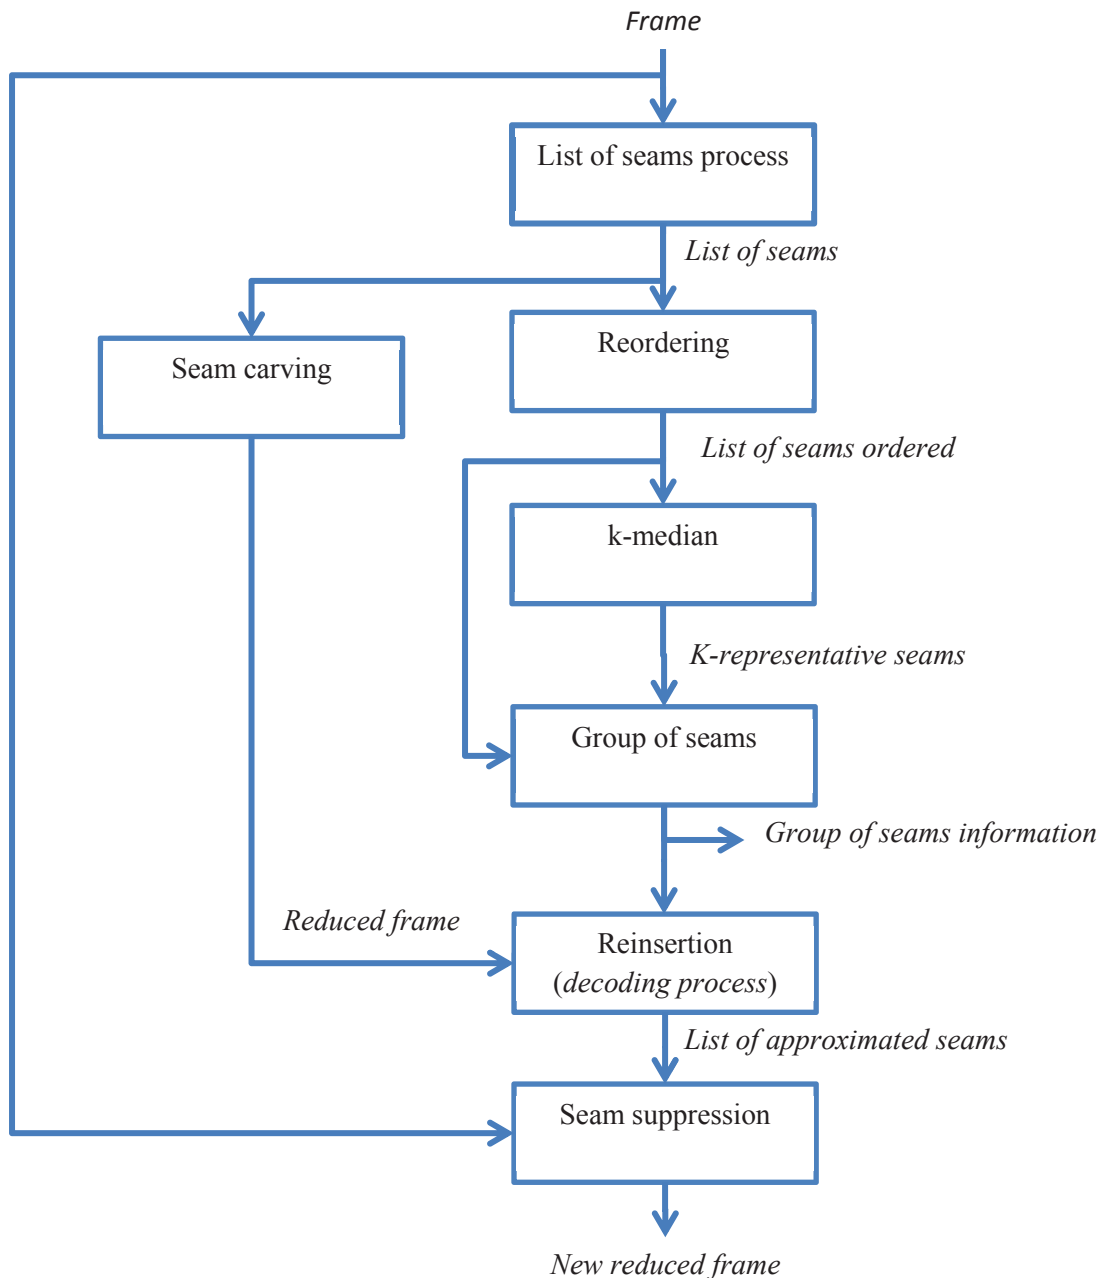 Frame
List of seams process
List of seams
Reordering
Seam carving
List of seams ordered
k-median
K-representative seams
Group of seams
Group of seams information
Reduced frame
Reinsertion
(decoding process)
List of approximated seams
Seam suppression
New reduced frame